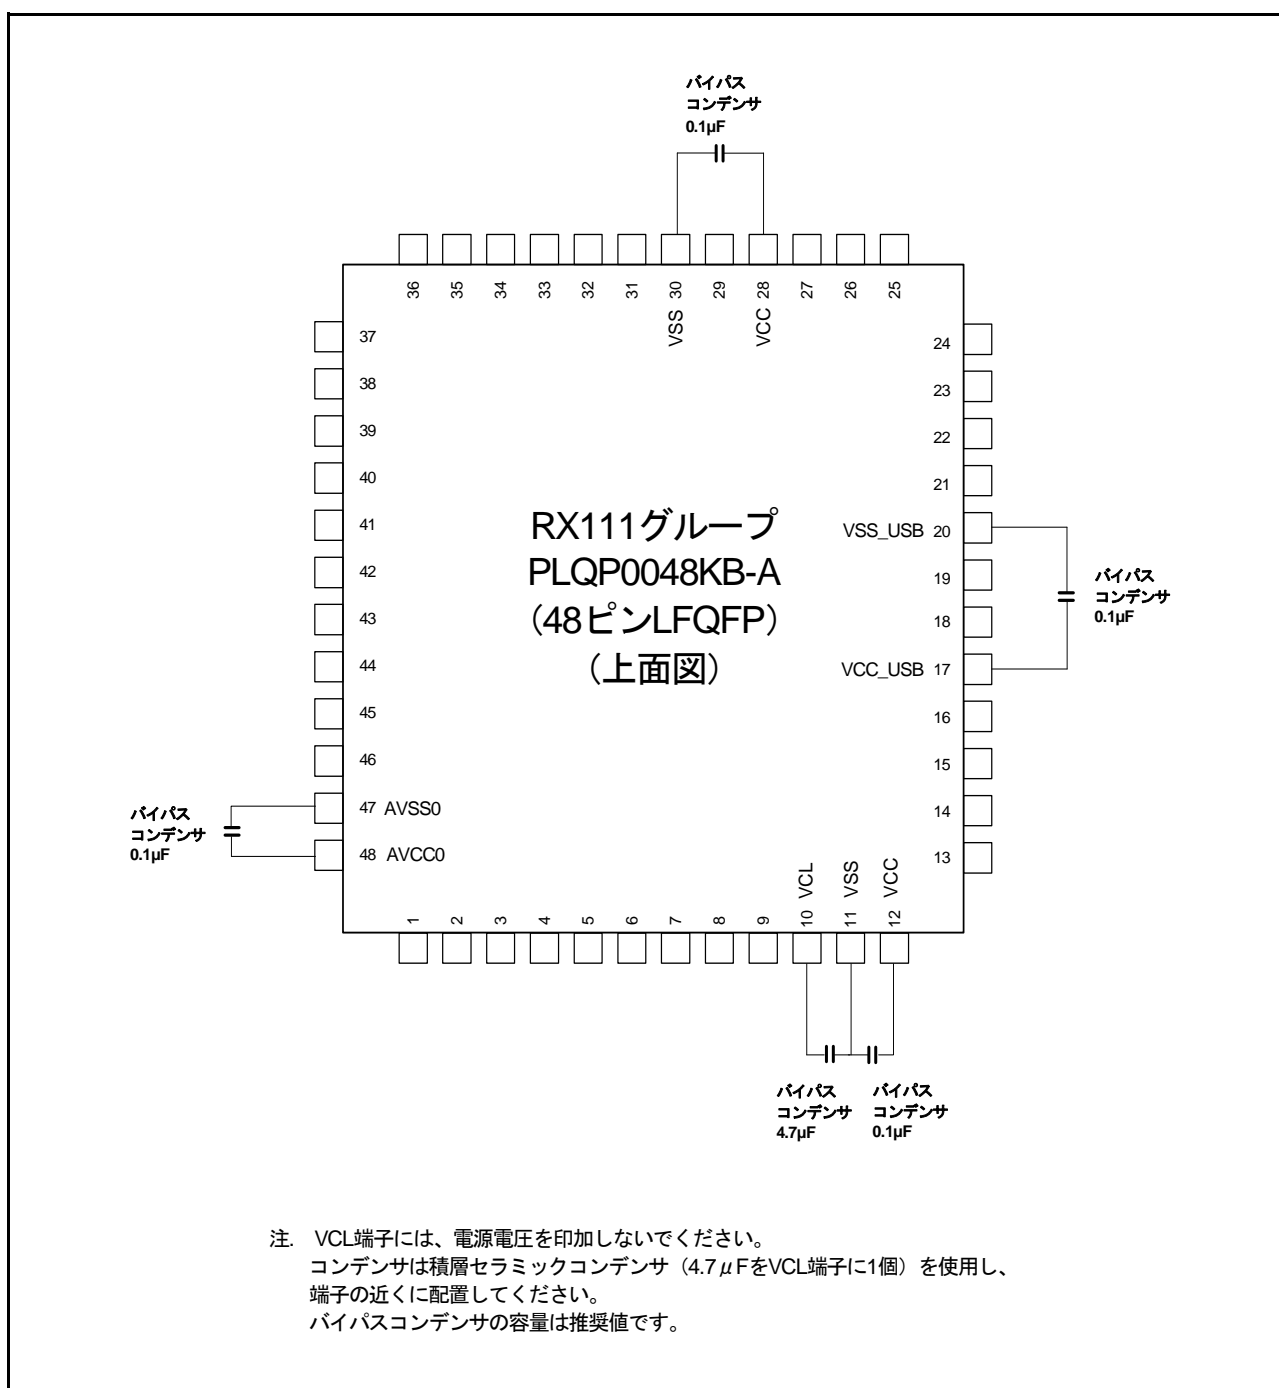 バイパス
コンデンサ
0.1µF
36
35
34
33
32
31
30
29
28
27
26
25
VSS
VCC
37
38
39
40
41
42
43
44
45
46
47 AVSS0
48 AVCC0
24
23
22
21
VSS_USB 20
19
18
VCC_USB 17
16
15
14
13
RX111グループ
PLQP0048KB-A
(48ピンLFQFP)
(上面図)
バイパス
コンデンサ
0.1µF
バイパス
コンデンサ
0.1µF
1
2
3
4
5
6
7
8
9
10 VCL
11 VSS
12 VCC
バイパス
コンデンサ
4.7µF
バイパス
コンデンサ
0.1µF
注. VCL端子には、電源電圧を印加しないでください。
コンデンサは積層セラミックコンデンサ（4.7μFをVCL端子に1個）を使用し、
端子の近くに配置してください。
バイパスコンデンサの容量は推奨値です。